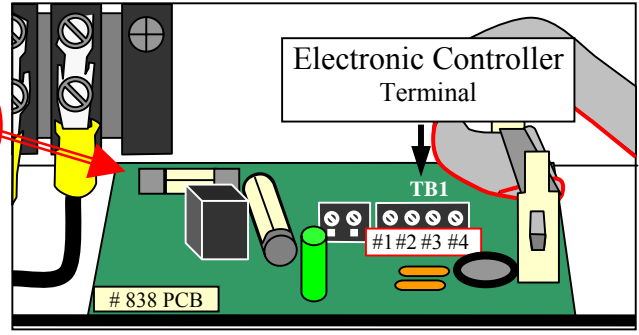 Electronic Controller
Terminal
TB1
#1 #2 #3 #4
# 838 PCB